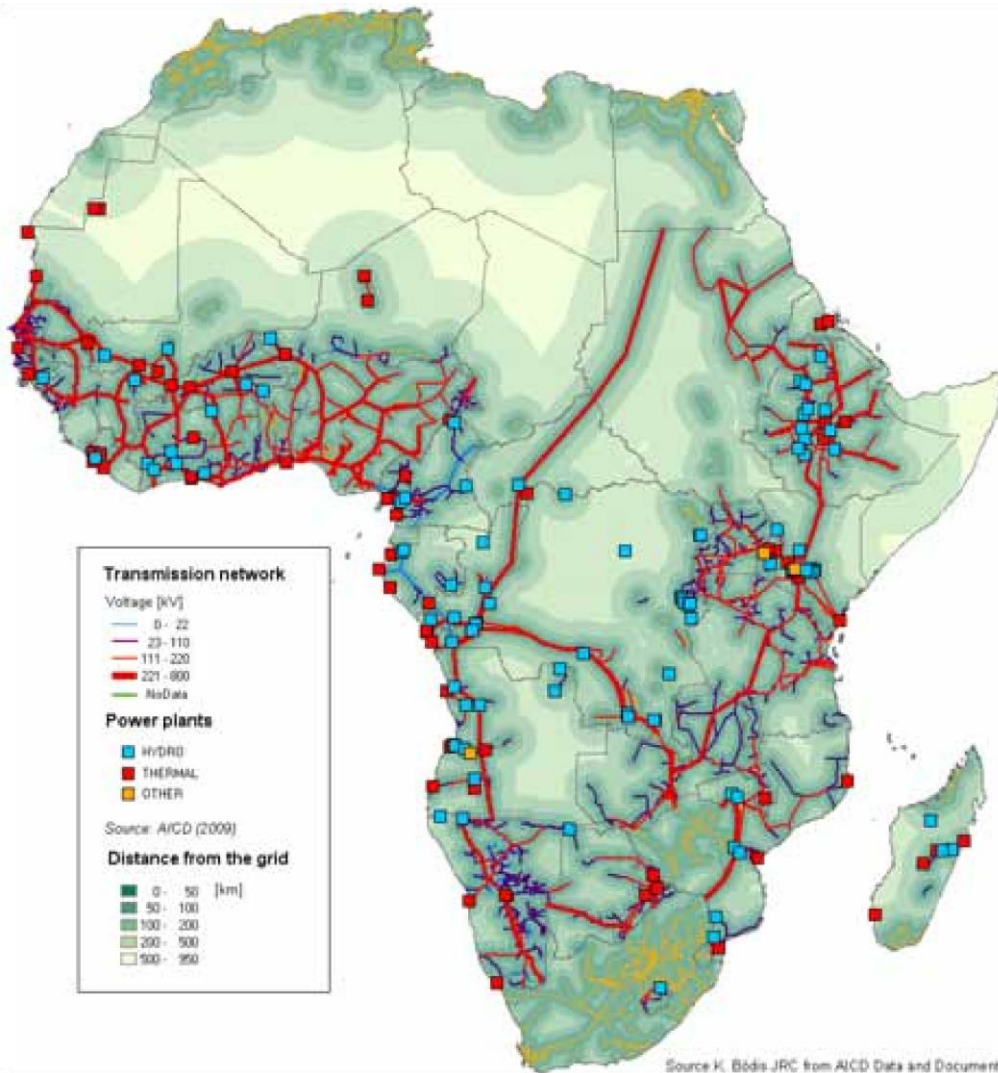 Transmission network
Voltage [kV]
0 - 22
23 - 110
111 - 220
221 - 800
NoData
Power plants
HYDRO
THERMAL
OTHER
Source: AICD (2009)
Distance from the grid
0 - 50 [km]
50 - 100
100 - 200
200 - 500
500 - 950
Source K. Bódis JRC from AICD Data and Document